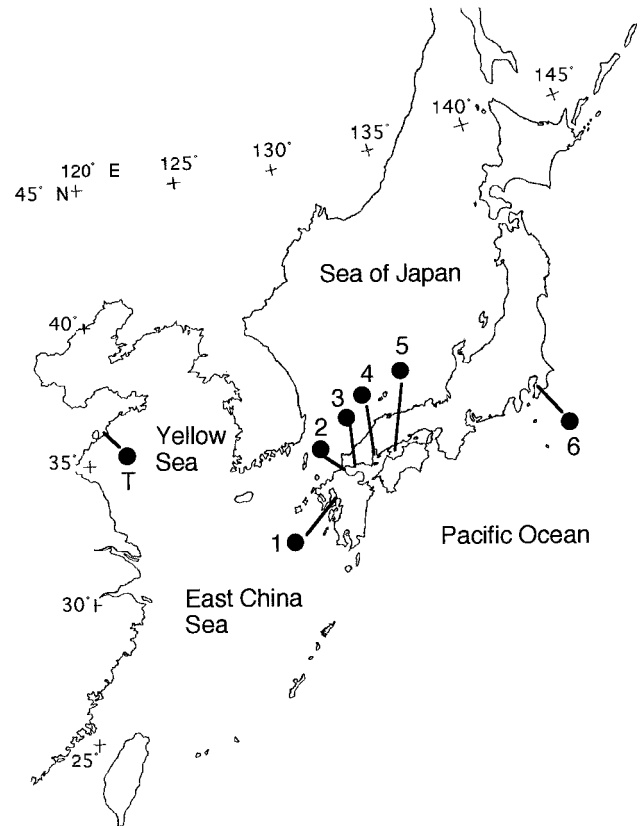 145°
140°
135°
130°
125°
120° E
45° N
Sea of Japan
40°
5
4
3
2
6
Yellow
Sea
35°
T
1
Pacific Ocean
East China
Sea
30°
25°